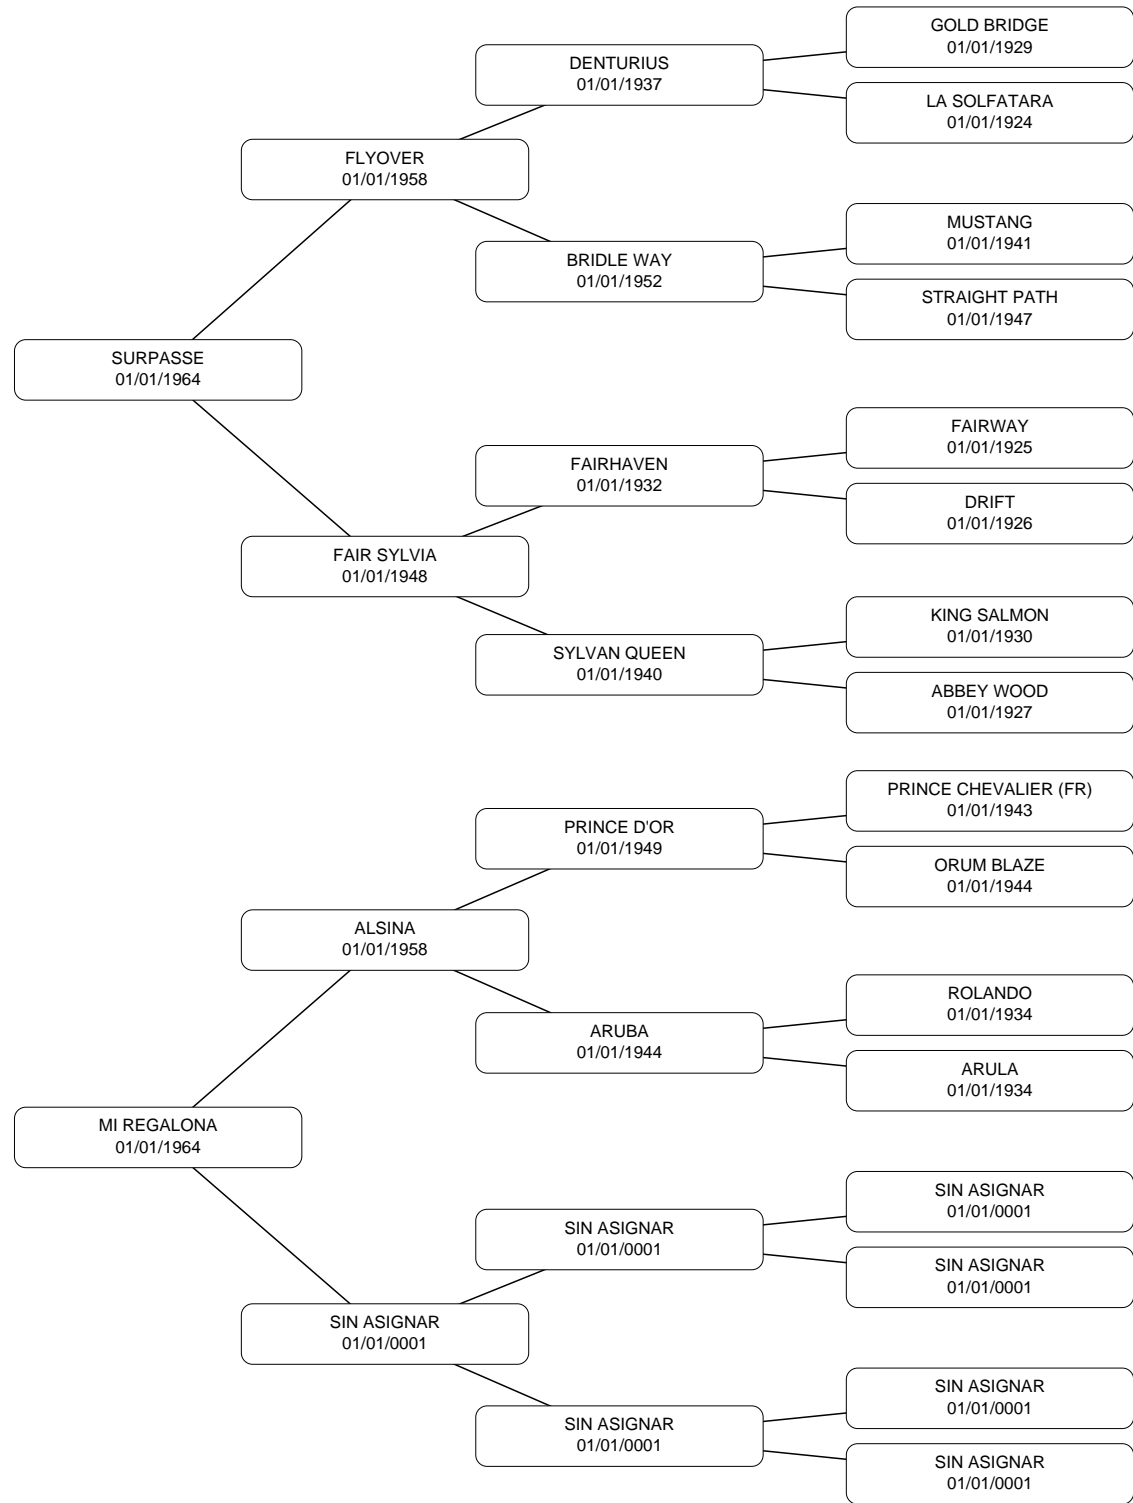 GOLD BRIDGE
01/01/1929
DENTURIUS
01/01/1937
LA SOLFATARA
01/01/1924
FLYOVER
01/01/1958
MUSTANG
01/01/1941
BRIDLE WAY
01/01/1952
STRAIGHT PATH
01/01/1947
SURPASSE
01/01/1964
FAIRWAY
01/01/1925
FAIRHAVEN
01/01/1932
DRIFT
01/01/1926
FAIR SYLVIA
01/01/1948
KING SALMON
01/01/1930
SYLVAN QUEEN
01/01/1940
ABBEY WOOD
01/01/1927
PRINCE CHEVALIER (FR)
01/01/1943
PRINCE D'OR
01/01/1949
ORUM BLAZE
01/01/1944
ALSINA
01/01/1958
ROLANDO
01/01/1934
ARUBA
01/01/1944
ARULA
01/01/1934
MI REGALONA
01/01/1964
SIN ASIGNAR
01/01/0001
SIN ASIGNAR
01/01/0001
SIN ASIGNAR
01/01/0001
SIN ASIGNAR
01/01/0001
SIN ASIGNAR
01/01/0001
SIN ASIGNAR
01/01/0001
SIN ASIGNAR
01/01/0001